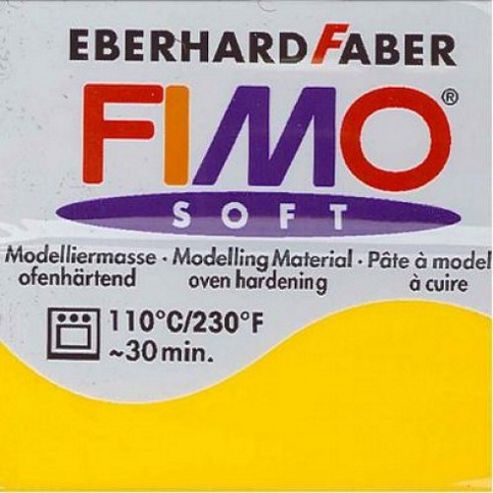 EBERHARD FABER
FIMO®
SOFT
Modelliermasse · Modelling Material · Pâte à model
ofenhärtend oven hardening à cuire
110°C/230°F
~30 min.